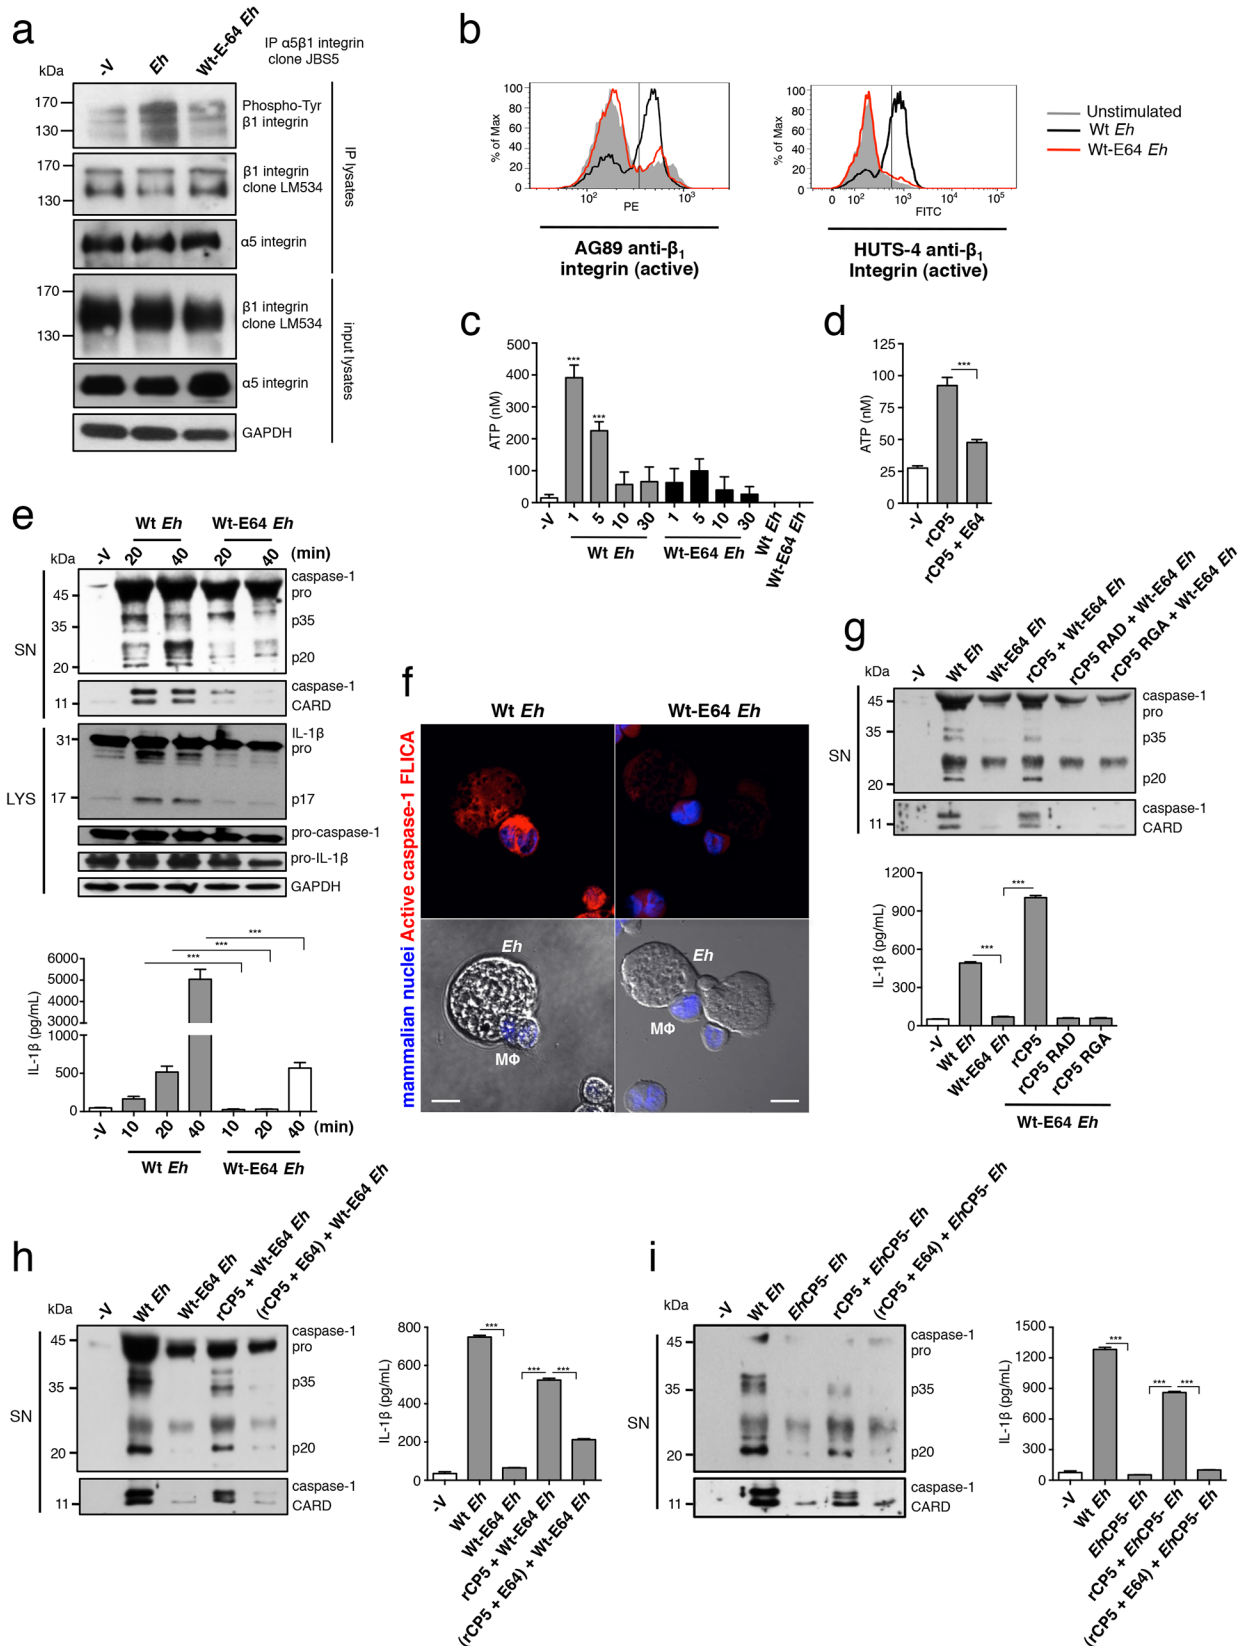 a
-V
Eh
Wt-E-64 Eh
IP α5β1 integrin
clone JBS5
kDa
170
130
Phospho-Tyr
β1 integrin
170
130
β1 integrin
clone LM534
α5 integrin
IP lysates
170
130
β1 integrin
clone LM534
α5 integrin
GAPDH
input lysates
b
% of Max
100
80
60
40
20
0
10²
10³
PE
AG89 anti-β₁
integrin (active)
% of Max
100
80
60
40
20
0
0
10²
10³
10⁴
10⁵
FITC
HUTS-4 anti-β₁
Integrin (active)
Unstimulated
Wt Eh
Wt-E64 Eh
c
ATP (nM)
500
400
300
200
100
0
***
***
-V
1
5
10
30
1
5
10
30
Wt Eh
Wt-E64 Eh
Wt Eh
Wt-E64 Eh
d
ATP (nM)
125
100
75
50
25
0
***
-V
rCP5
rCP5 + E64
e
Wt Eh
Wt-E64 Eh
kDa
-V
20
40
20
40
(min)
45
35
20
11
SN
caspase-1
pro
p35
p20
caspase-1
CARD
31
17
LYS
IL-1β
pro
p17
pro-caspase-1
pro-IL-1β
GAPDH
IL-1β (pg/mL)
6000
5000
4000
3000
1000
500
0
***
***
***
-V
10
20
40
10
20
40
(min)
Wt Eh
Wt-E64 Eh
f
Wt Eh
Wt-E64 Eh
mammalian nuclei Active caspase-1 FLICA
Eh
MΦ
Eh
MΦ
g
kDa
-V
Wt Eh
Wt-E64 Eh
rCP5 + Wt-E64 Eh
rCP5 RAD + Wt-E64 Eh
rCP5 RGA + Wt-E64 Eh
45
35
20
11
SN
caspase-1
pro
p35
p20
caspase-1
CARD
IL-1β (pg/mL)
1200
900
600
300
0
***
***
-V
Wt Eh
Wt-E64 Eh
rCP5
rCP5 RAD
rCP5 RGA
Wt-E64 Eh
h
kDa
-V
Wt Eh
Wt-E64 Eh
rCP5 + Wt-E64 Eh
(rCP5 + E64) + Wt-E64 Eh
45
35
20
11
SN
caspase-1
pro
p35
p20
caspase-1
CARD
IL-1β (pg/mL)
800
600
400
200
0
***
***
***
-V
Wt Eh
Wt-E64 Eh
rCP5 + Wt-E64 Eh
(rCP5 + E64) + Wt-E64 Eh
i
kDa
-V
Wt Eh
EhCP5- Eh
rCP5 + EhCP5- Eh
(rCP5 + E64) + EhCP5- Eh
45
35
20
11
SN
caspase-1
pro
p35
p20
caspase-1
CARD
IL-1β (pg/mL)
1500
1200
900
600
300
0
***
***
***
-V
Wt Eh
EhCP5- Eh
rCP5 + EhCP5- Eh
(rCP5 + E64) + EhCP5- Eh